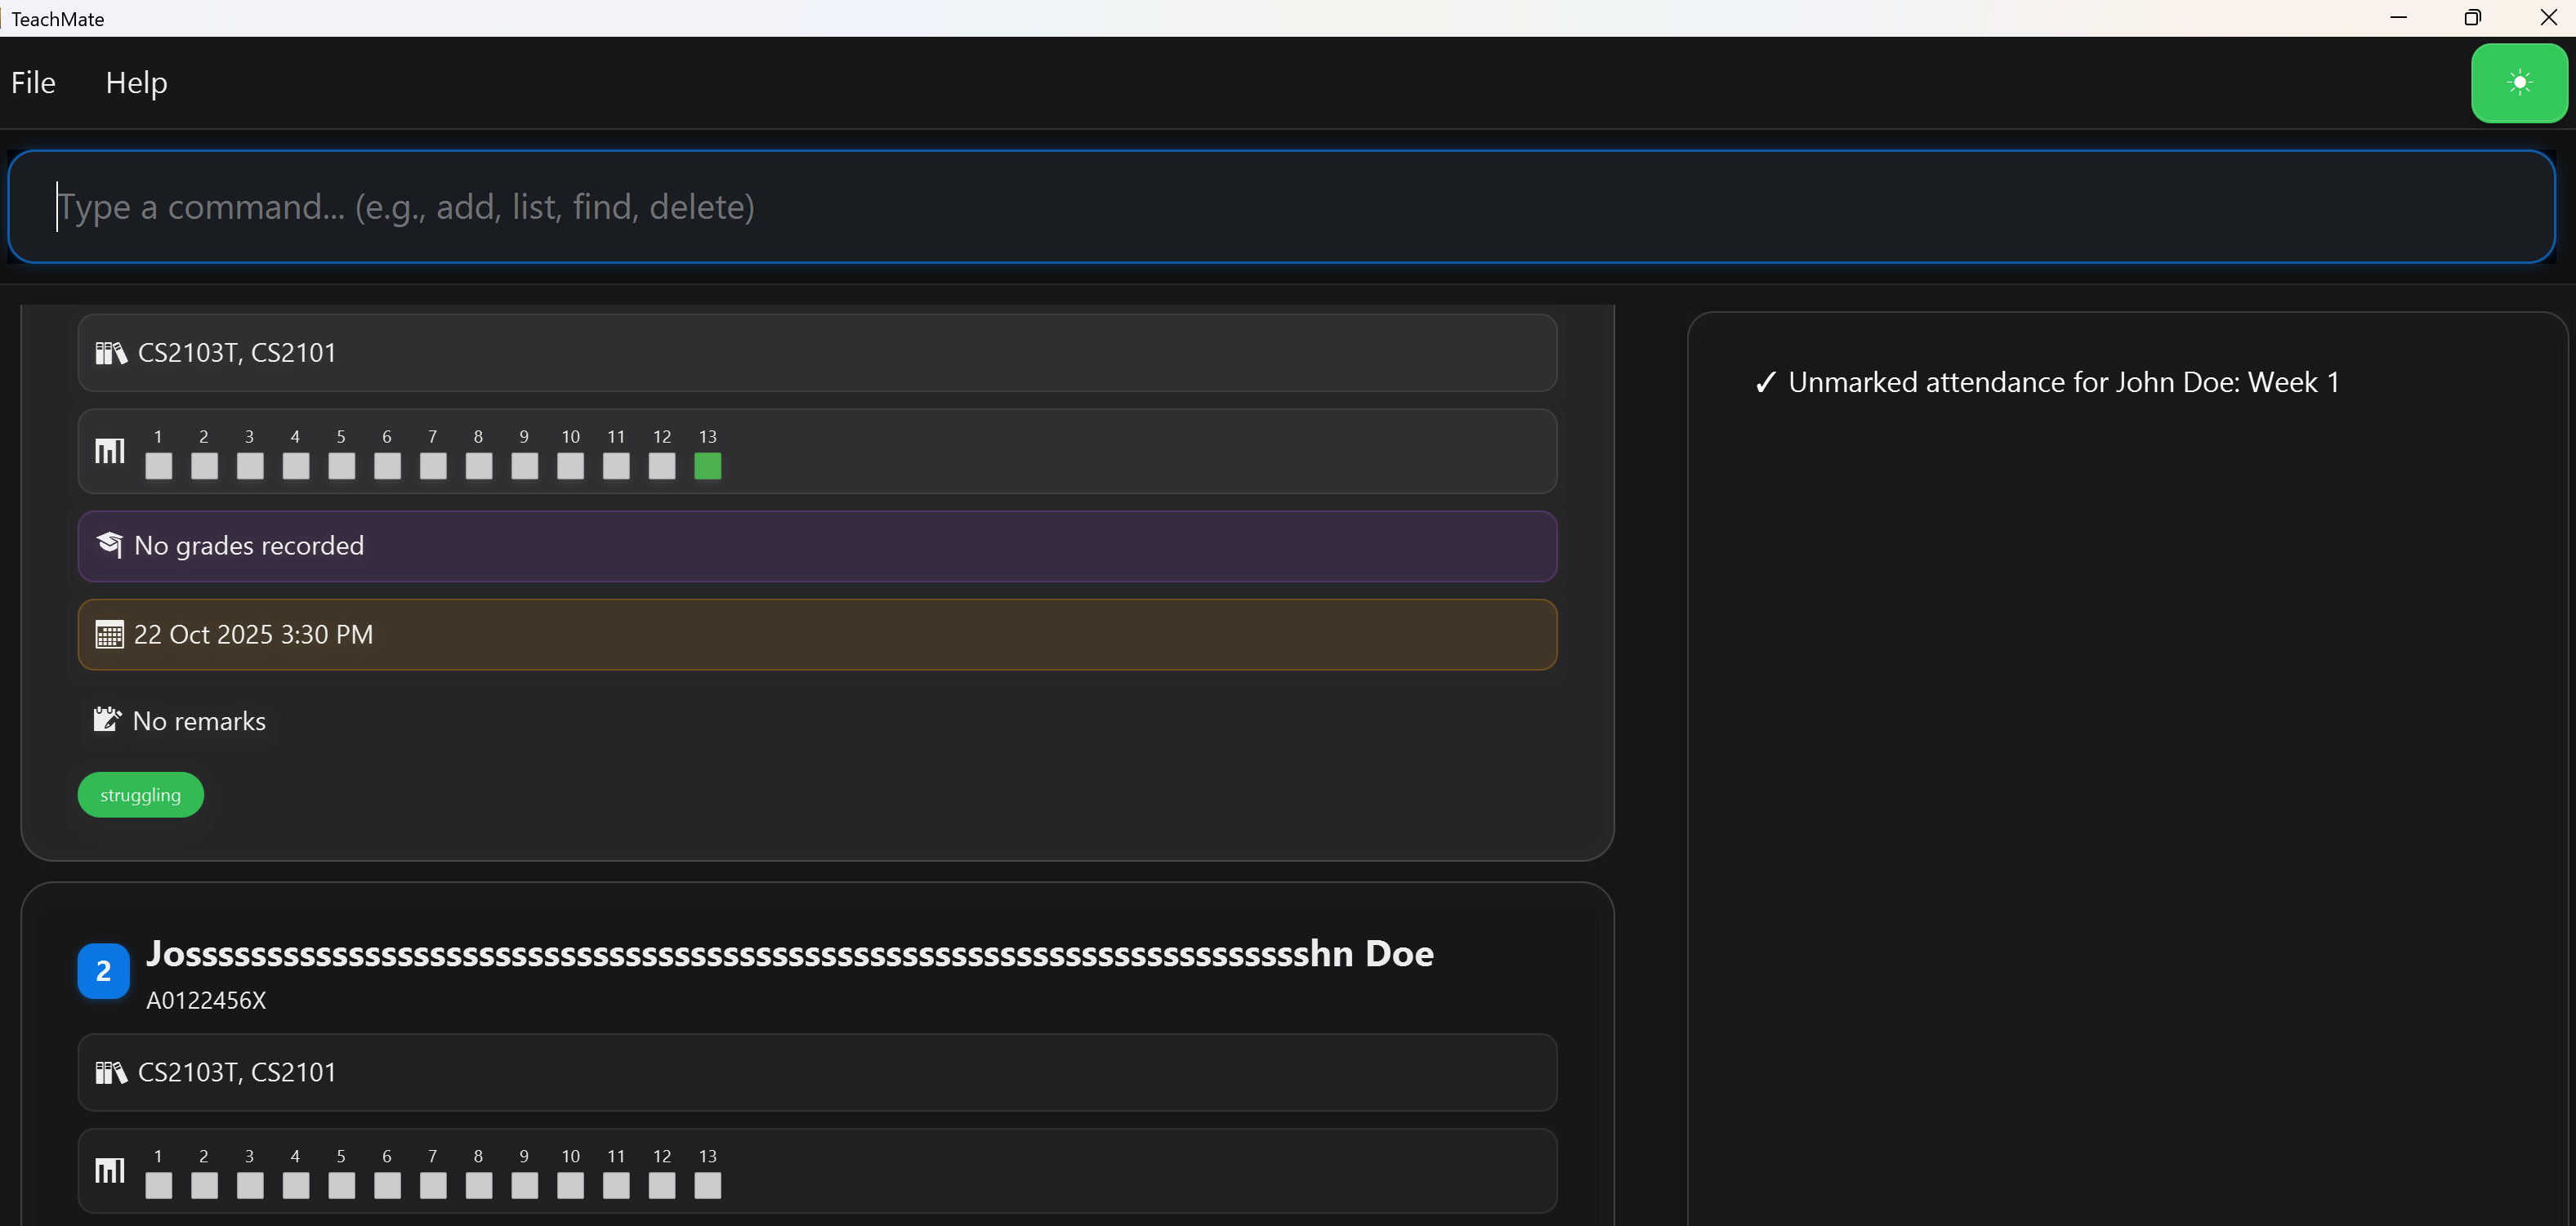 TeachMate
File Help
Type a command... (e.g., add, list, find, delete)
CS2103T, CS2101
1 2 3 4 5 6 7 8 9 10 11 12 13
No grades recorded
22 Oct 2025 3:30 PM
No remarks
struggling
2
Josssssssssssssssssssssssssssssssssssssssssssssssssssssssssssssssssssssshn Doe
A0122456X
CS2103T, CS2101
1 2 3 4 5 6 7 8 9 10 11 12 13
✓ Unmarked attendance for John Doe: Week 1